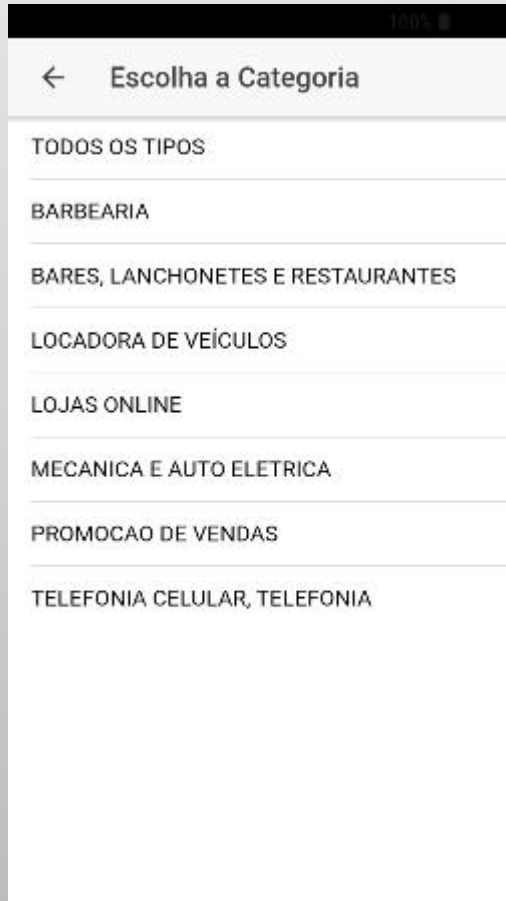 100%
Escolha a Categoria
TODOS OS TIPOS
BARBEARIA
BARES, LANCHONETES E RESTAURANTES
LOCADORA DE VEÍCULOS
LOJAS ONLINE
MECANICA E AUTO ELETRICA
PROMOCAO DE VENDAS
TELEFONIA CELULAR, TELEFONIA